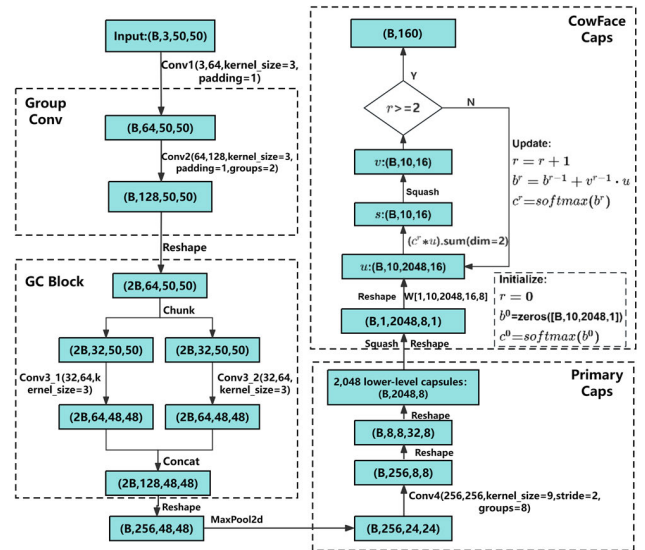 Input:(B,3,50,50)
Conv1(3,64,kernel_size=3,
padding=1)
Group
Conv
(B,64,50,50)
Conv2(64,128,kernel_size=3,
padding=1,groups=2)
(B,128,50,50)
Reshape
GC Block
(2B,64,50,50)
Chunk
(2B,32,50,50)
(2B,32,50,50)
Conv3_1(32,64,k
ernel_size=3)
Conv3_2(32,64,
kernel_size=3)
(2B,64,48,48)
(2B,64,48,48)
Concat
(2B,128,48,48)
Reshape
(B,256,48,48)
MaxPool2d
(B,256,24,24)
Conv4(256,256,kernel_size=9,stride=2,
groups=8)
(B,256,8,8)
Reshape
(B,8,8,32,8)
Reshape
2,048 lower-level capsules:
(B,2048,8)
Primary
Caps
Squash Reshape
(B,1,2048,8,1)
Reshape W[1,10,2048,16,8]
u:(B,10,2048,16)
(c^r*u).sum(dim=2)
s:(B,10,16)
Squash
v:(B,10,16)
r>=2
Y
N
(B,160)
CowFace
Caps
Update:
r = r + 1
b^r = b^{r-1} + v^{r-1} · u
c^r=softmax(b^r)
Initialize:
r = 0
b^0=zeros([B,10,2048,1])
c^0=softmax(b^0)